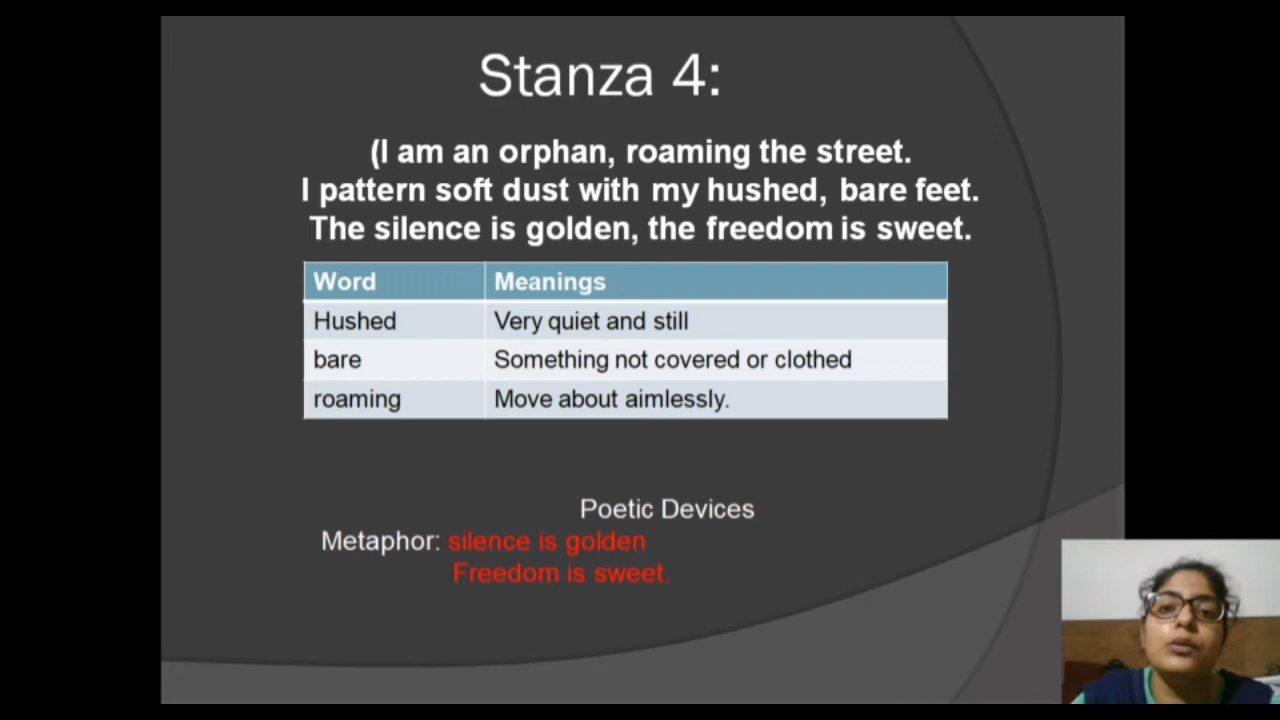 Stanza 4:
(I am an orphan, roaming the street.
I pattern soft dust with my hushed, bare feet.
The silence is golden, the freedom is sweet.
Word Meanings
Hushed Very quiet and still
bare Something not covered or clothed
roaming Move about aimlessly.
Poetic Devices
Metaphor: silence is golden
Freedom is sweet.